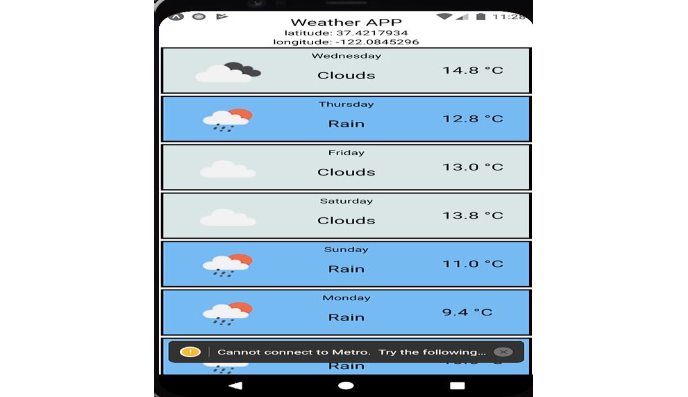 11:28
Weather APP
latitude: 37.4217934
longitude: -122.0845296
Wednesday
Clouds
14.8 °C
Thursday
Rain
12.8 °C
Friday
Clouds
13.0 °C
Saturday
Clouds
13.8 °C
Sunday
Rain
11.0 °C
Monday
Rain
9.4 °C
Cannot connect to Metro. Try the following...
Rain